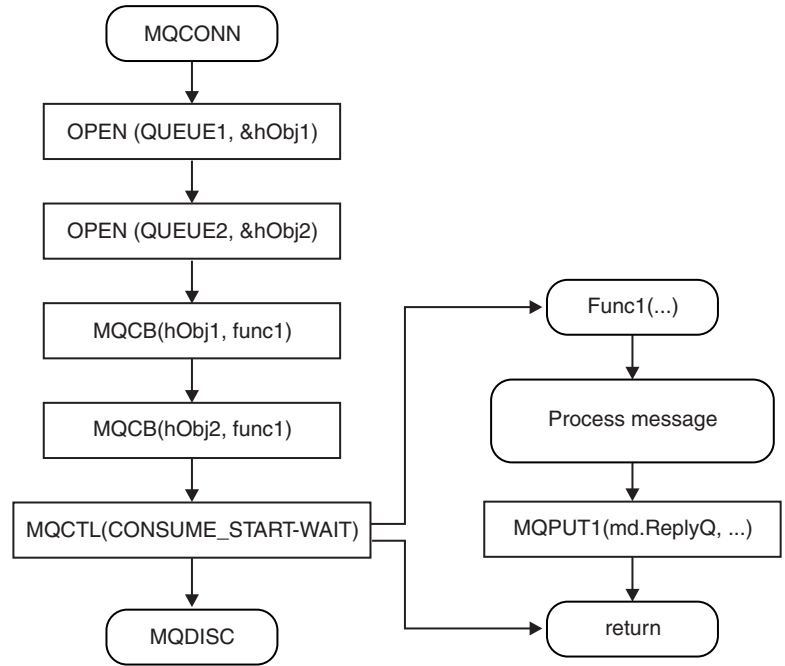 MQCONN
OPEN (QUEUE1, &hObj1)
OPEN (QUEUE2, &hObj2)
MQCB(hObj1, func1)
MQCB(hObj2, func1)
MQCTL(CONSUME_START-WAIT)
MQDISC
Func1(...)
Process message
MQPUT1(md.ReplyQ, ...)
return